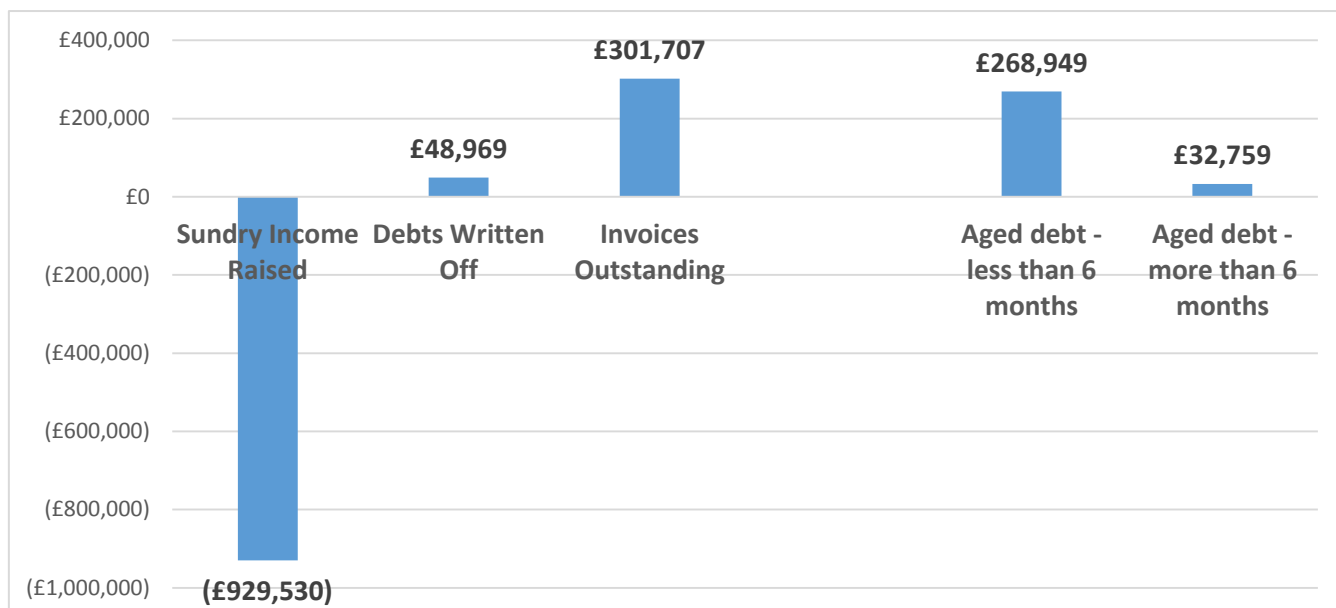 £400,000
£200,000
£0
(£200,000)
(£400,000)
(£600,000)
(£800,000)
(£1,000,000)
£301,707
£268,949
£48,969
£32,759
(£929,530)
Sundry Income
Raised
Debts Written
Off
Invoices
Outstanding
Aged debt -
less than 6
months
Aged debt -
more than 6
months